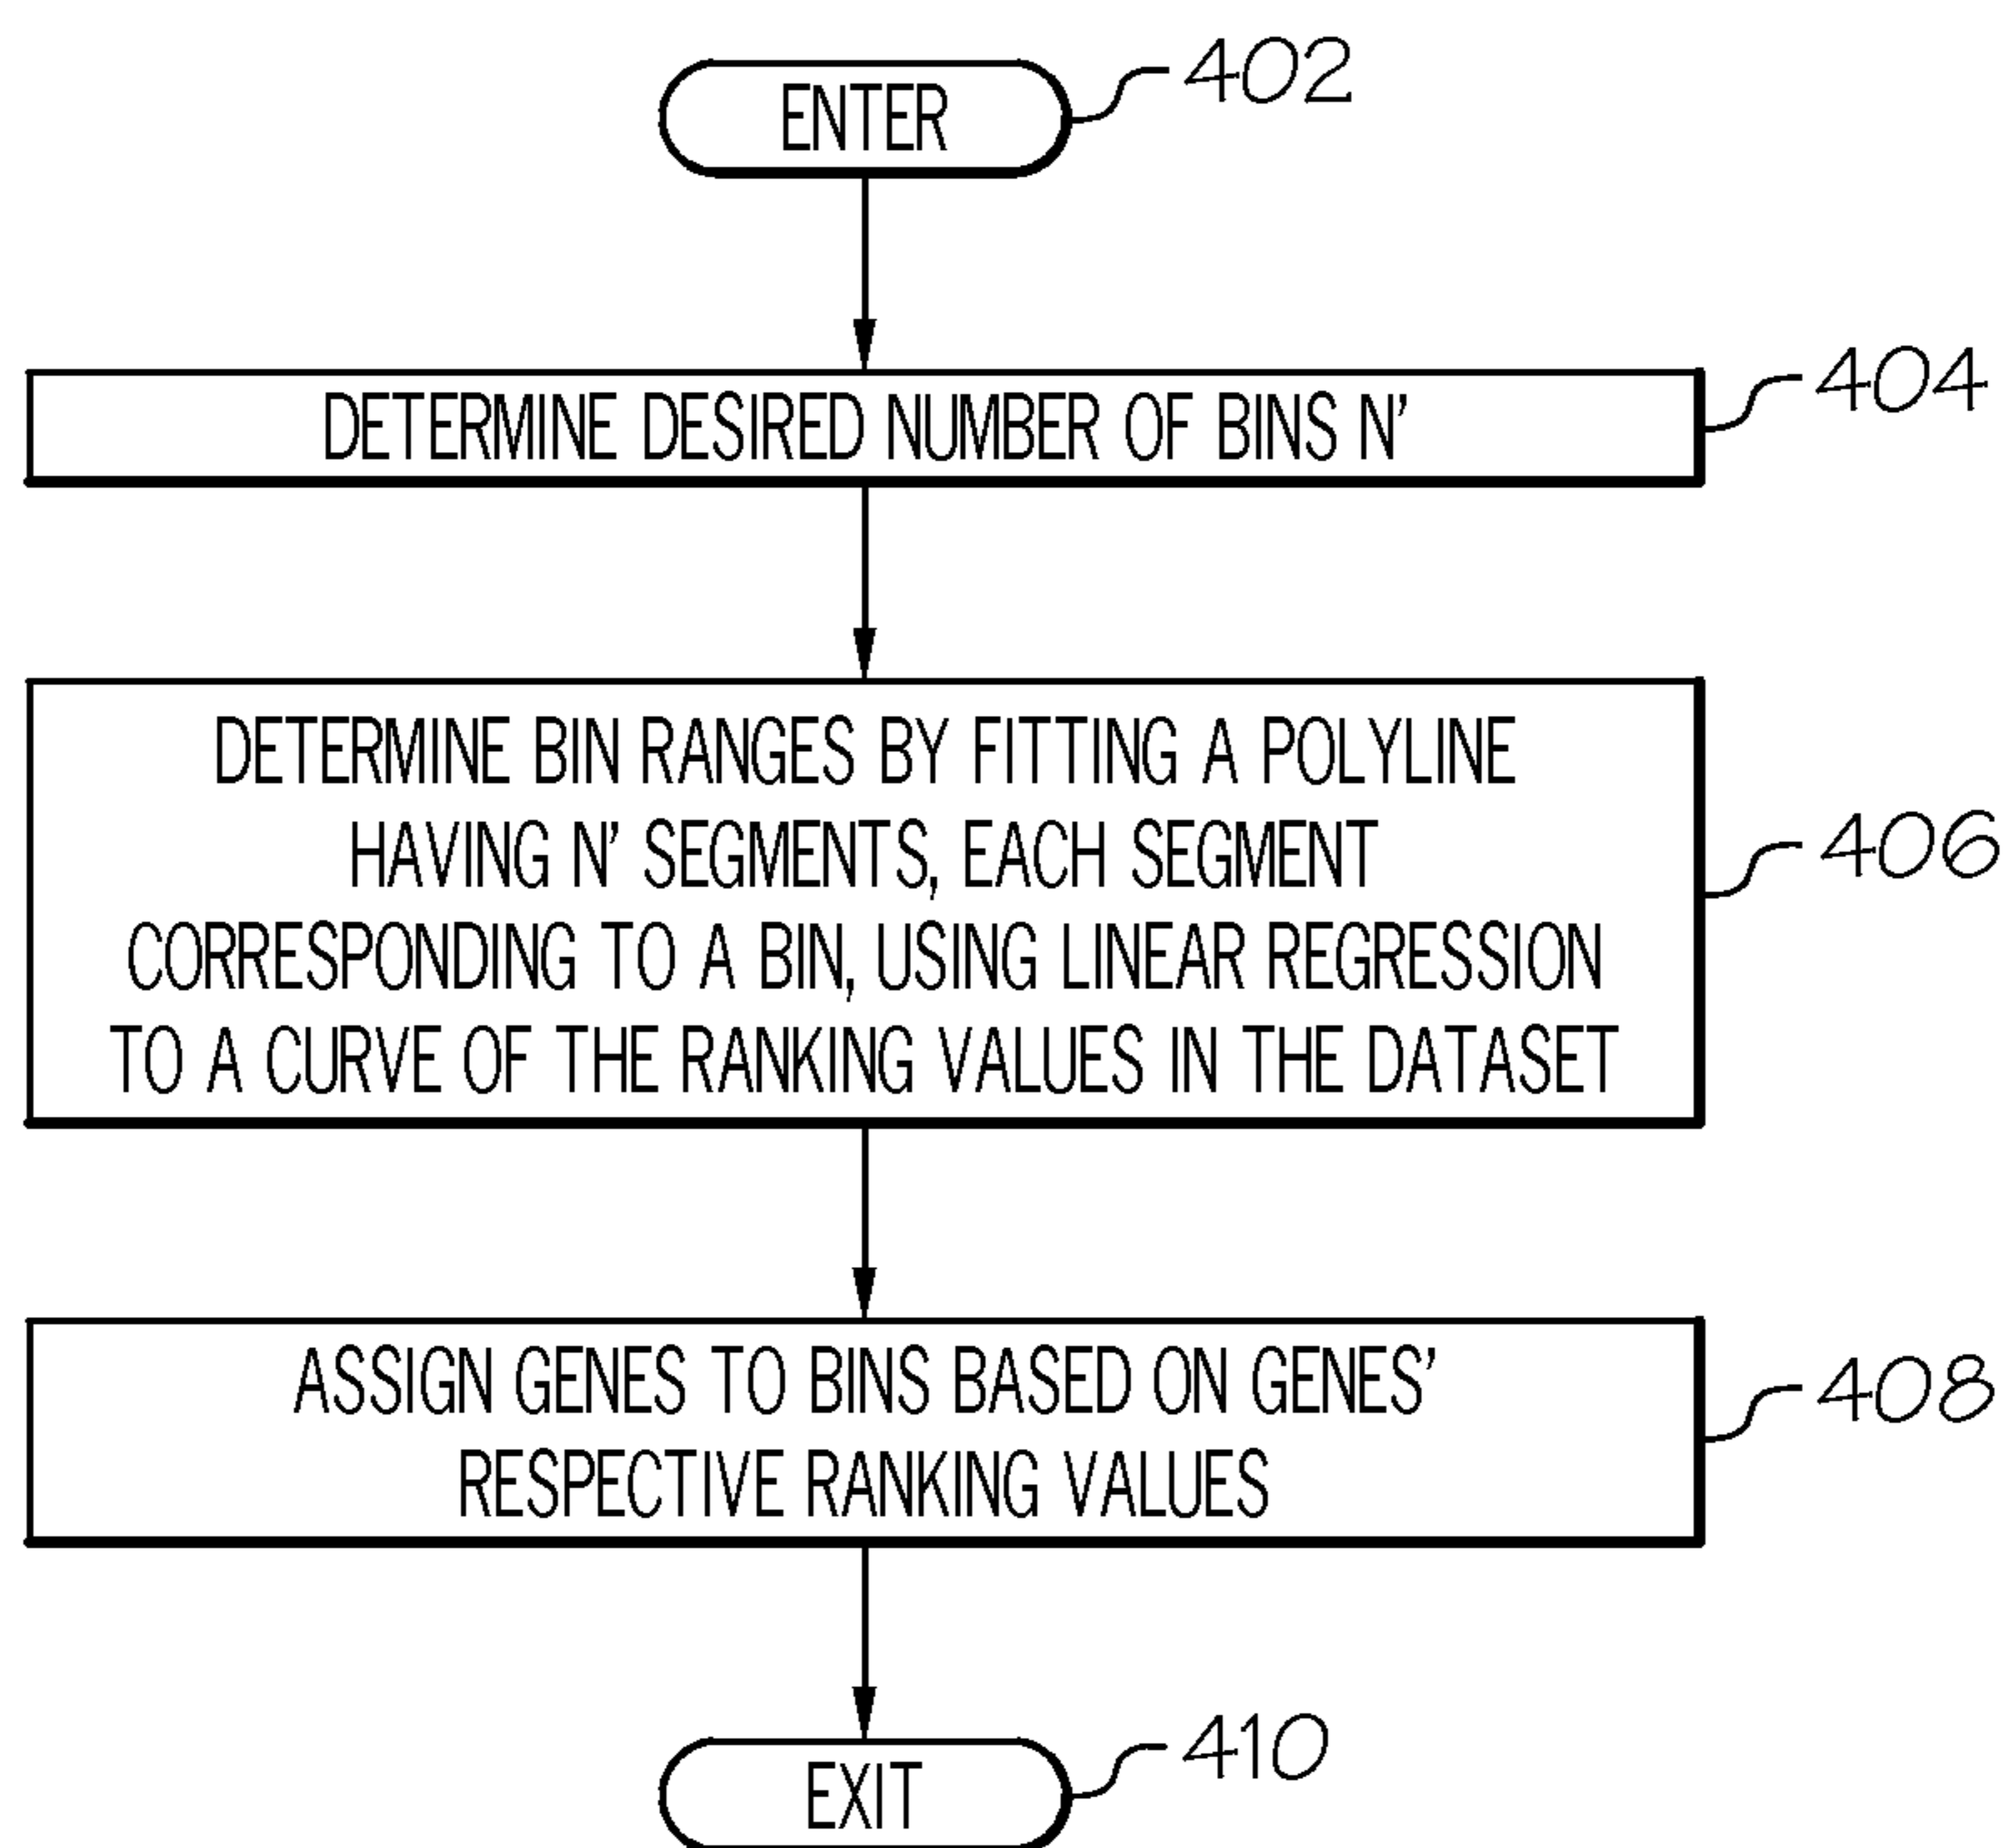 ENTER
402
DETERMINE DESIRED NUMBER OF BINS N'
404
DETERMINE BIN RANGES BY FITTING A POLYLINE
HAVING N' SEGMENTS, EACH SEGMENT
CORRESPONDING TO A BIN, USING LINEAR REGRESSION
TO A CURVE OF THE RANKING VALUES IN THE DATASET
406
ASSIGN GENES TO BINS BASED ON GENES'
RESPECTIVE RANKING VALUES
408
EXIT
410